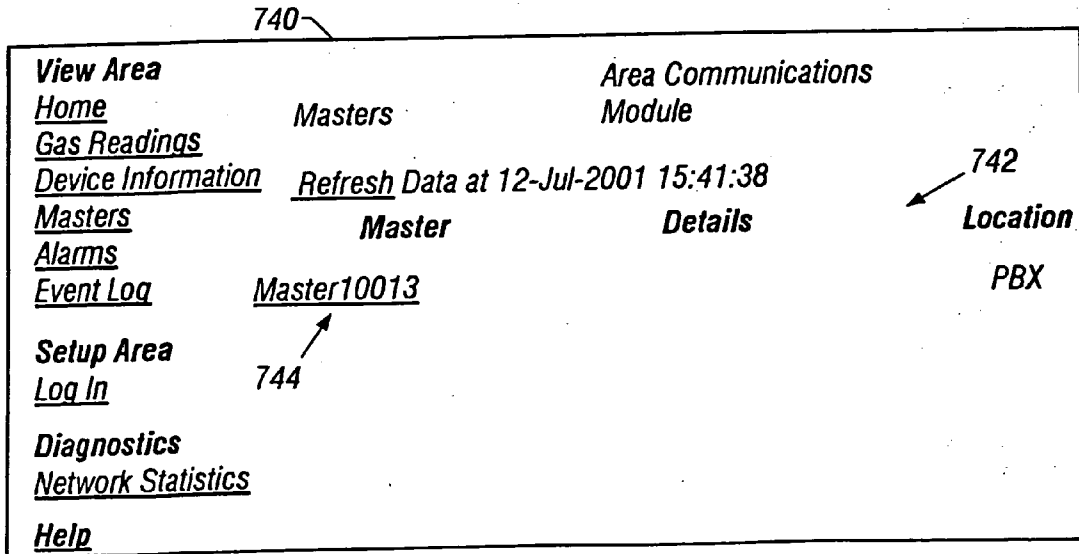 740
View Area
Home
Gas Readings
Device Information
Masters
Alarms
Event Log
Setup Area
Log In
Diagnostics
Network Statistics
Help
Masters
Area Communications
Module
Refresh Data at 12-Jul-2001 15:41:38
742
Master Details Location
Master10013 PBX
744